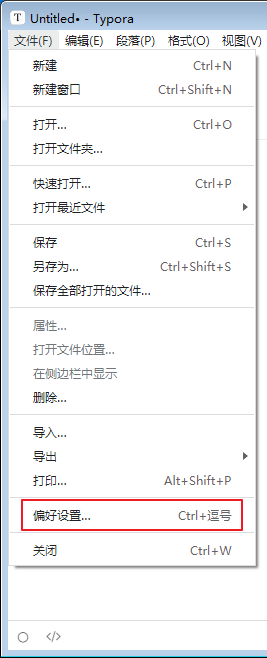 T Untitled• - Typora
文件(F) 编辑(E) 段落(P) 格式(O) 视图(V)
新建 Ctrl+N
新建窗口 Ctrl+Shift+N
打开... Ctrl+O
打开文件夹...
快速打开... Ctrl+P
打开最近文件
保存 Ctrl+S
另存为... Ctrl+Shift+S
保存全部打开的文件...
属性...
打开文件位置...
在侧边栏中显示
删除...
导入...
导出
打印... Alt+Shift+P
偏好设置... Ctrl+逗号
关闭 Ctrl+W
</>